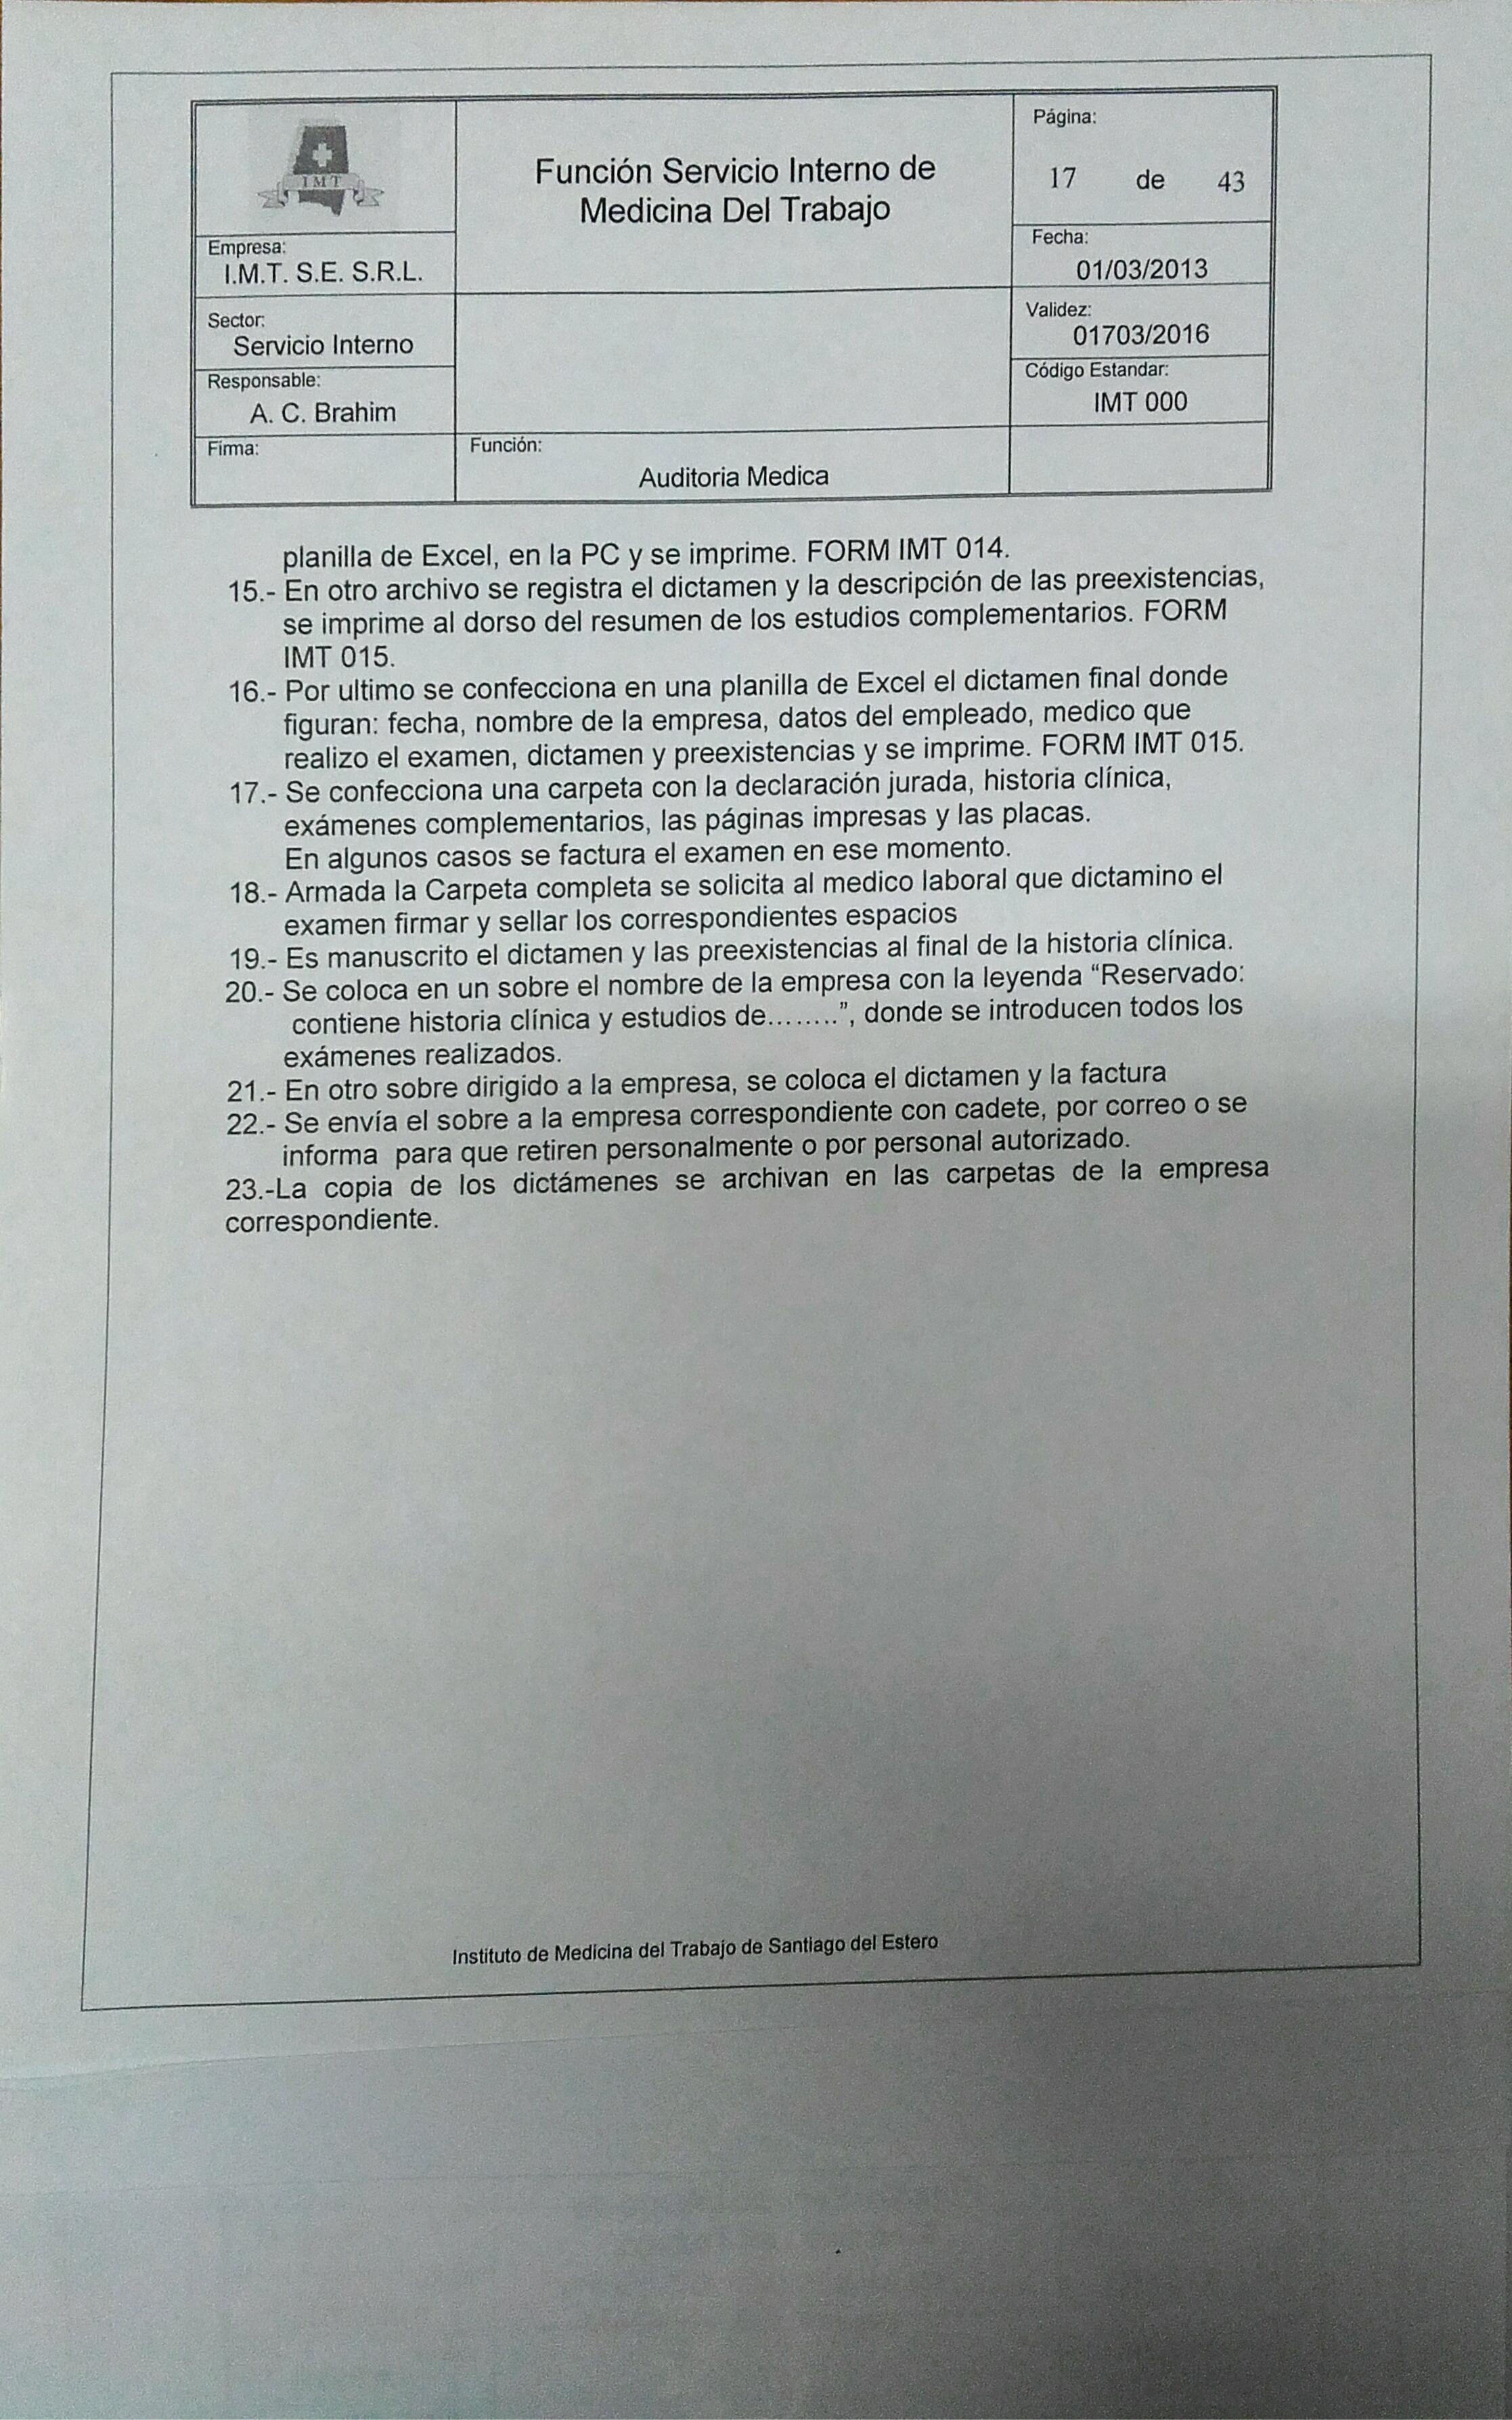 IMT
Función Servicio Interno de
Medicina Del Trabajo
Página:
17 de 43
Empresa:
I.M.T. S.E. S.R.L.
Fecha:
01/03/2013
Sector:
Servicio Interno
Validez:
01703/2016
Responsable:
A. C. Brahim
Código Estandar:
IMT 000
Firma:
Función:
Auditoria Medica
planilla de Excel, en la PC y se imprime. FORM IMT 014.
15.- En otro archivo se registra el dictamen y la descripción de las preexistencias,
se imprime al dorso del resumen de los estudios complementarios. FORM
IMT 015.
16.- Por ultimo se confecciona en una planilla de Excel el dictamen final donde
figuran: fecha, nombre de la empresa, datos del empleado, medico que
realizo el examen, dictamen y preexistencias y se imprime. FORM IMT 015.
17.- Se confecciona una carpeta con la declaración jurada, historia clínica,
exámenes complementarios, las páginas impresas y las placas.
En algunos casos se factura el examen en ese momento.
18.- Armada la Carpeta completa se solicita al medico laboral que dictamino el
examen firmar y sellar los correspondientes espacios
19.- Es manuscrito el dictamen y las preexistencias al final de la historia clínica.
20.- Se coloca en un sobre el nombre de la empresa con la leyenda “Reservado:
contiene historia clínica y estudios de........”, donde se introducen todos los
exámenes realizados.
21.- En otro sobre dirigido a la empresa, se coloca el dictamen y la factura
22.- Se envía el sobre a la empresa correspondiente con cadete, por correo o se
informa para que retiren personalmente o por personal autorizado.
23.-La copia de los dictámenes se archivan en las carpetas de la empresa
correspondiente.
Instituto de Medicina del Trabajo de Santiago del Estero